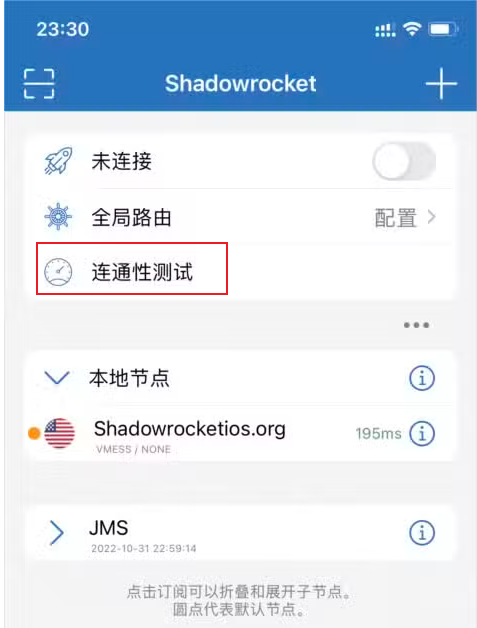 23:30
Shadowrocket
未连接
全局路由 配置
连通性测试
本地节点
Shadowrocketios.org 195ms
VMESS / NONE
JMS
2022-10-31 22:59:14
点击订阅可以折叠和展开子节点。
圆点代表默认节点。